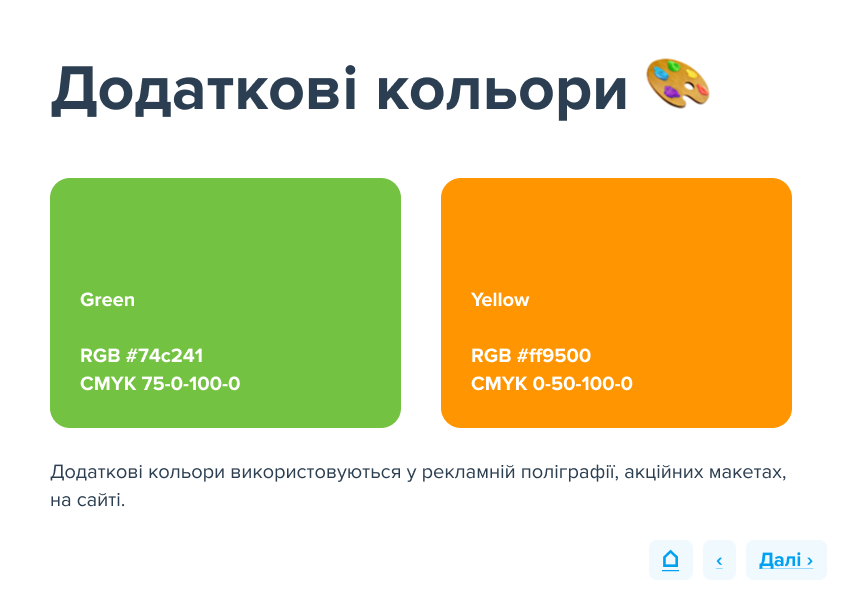 Додаткові кольори
Green
RGB #74c241
CMYK 75-0-100-0
Yellow
RGB #ff9500
CMYK 0-50-100-0
Додаткові кольори використовуються у рекламній поліграфії, акційних макетах,
на сайті.
‹
Далі ›